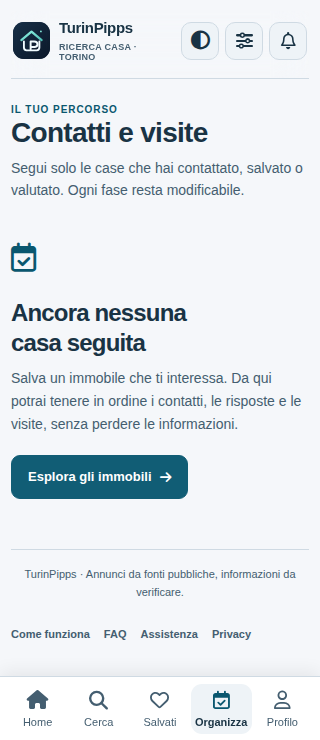 TurinPipps
RICERCA CASA ·
TORINO
IL TUO PERCORSO
Contatti e visite
Segui solo le case che hai contattato, salvato o
valutato. Ogni fase resta modificabile.
Ancora nessuna
casa seguita
Salva un immobile che ti interessa. Da qui
potrai tenere in ordine i contatti, le risposte e le
visite, senza perdere le informazioni.
Esplora gli immobili
TurinPipps · Annunci da fonti pubbliche, informazioni da
verificare.
Come funziona FAQ Assistenza Privacy
Home Cerca Salvati Organizza Profilo